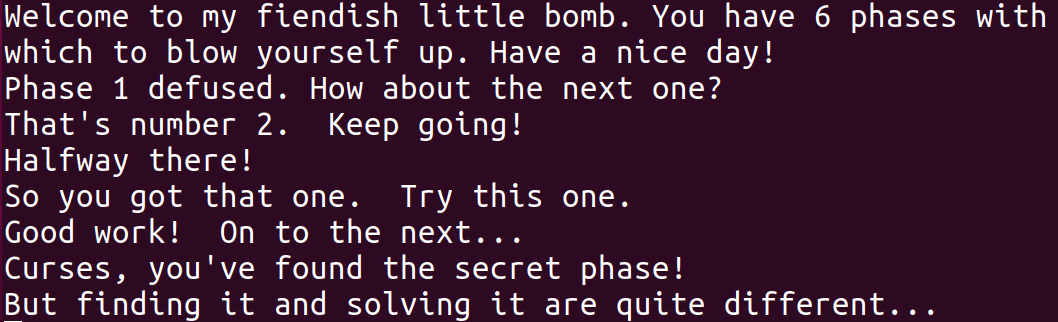 Welcome to my fiendish little bomb. You have 6 phases with
which to blow yourself up. Have a nice day!
Phase 1 defused. How about the next one?
That's number 2.  Keep going!
Halfway there!
So you got that one.  Try this one.
Good work!  On to the next...
Curses, you've found the secret phase!
But finding it and solving it are quite different...